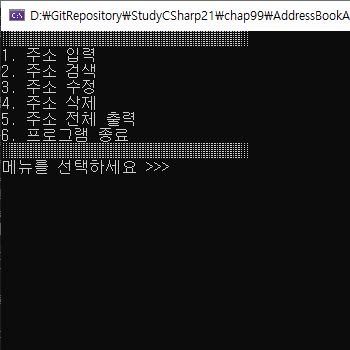 D:₩GitRepository₩StudyCSharp21₩chap99₩AddressBookA
1. 주소 입력
2. 주소 검색
3. 주소 수정
4. 주소 삭제
5. 주소 전체 출력
6. 프로그램 종료
메뉴를 선택하세요 >>>